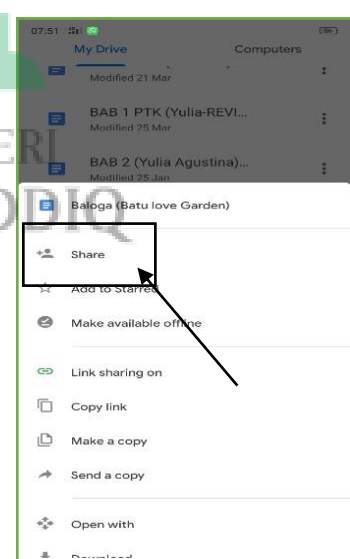 07:51
My Drive Computers
Modified 21 Mar
BAB 1 PTK (Yulia-REVI...
Modified 25 Mar
BAB 2 (Yulia Agustina)...
Modified 25 Jan
ERI
DDIQ
Baloga (Batu love Garden)
Share
Add to Starred
Make available offline
Link sharing on
Copy link
Make a copy
Send a copy
Open with
Download